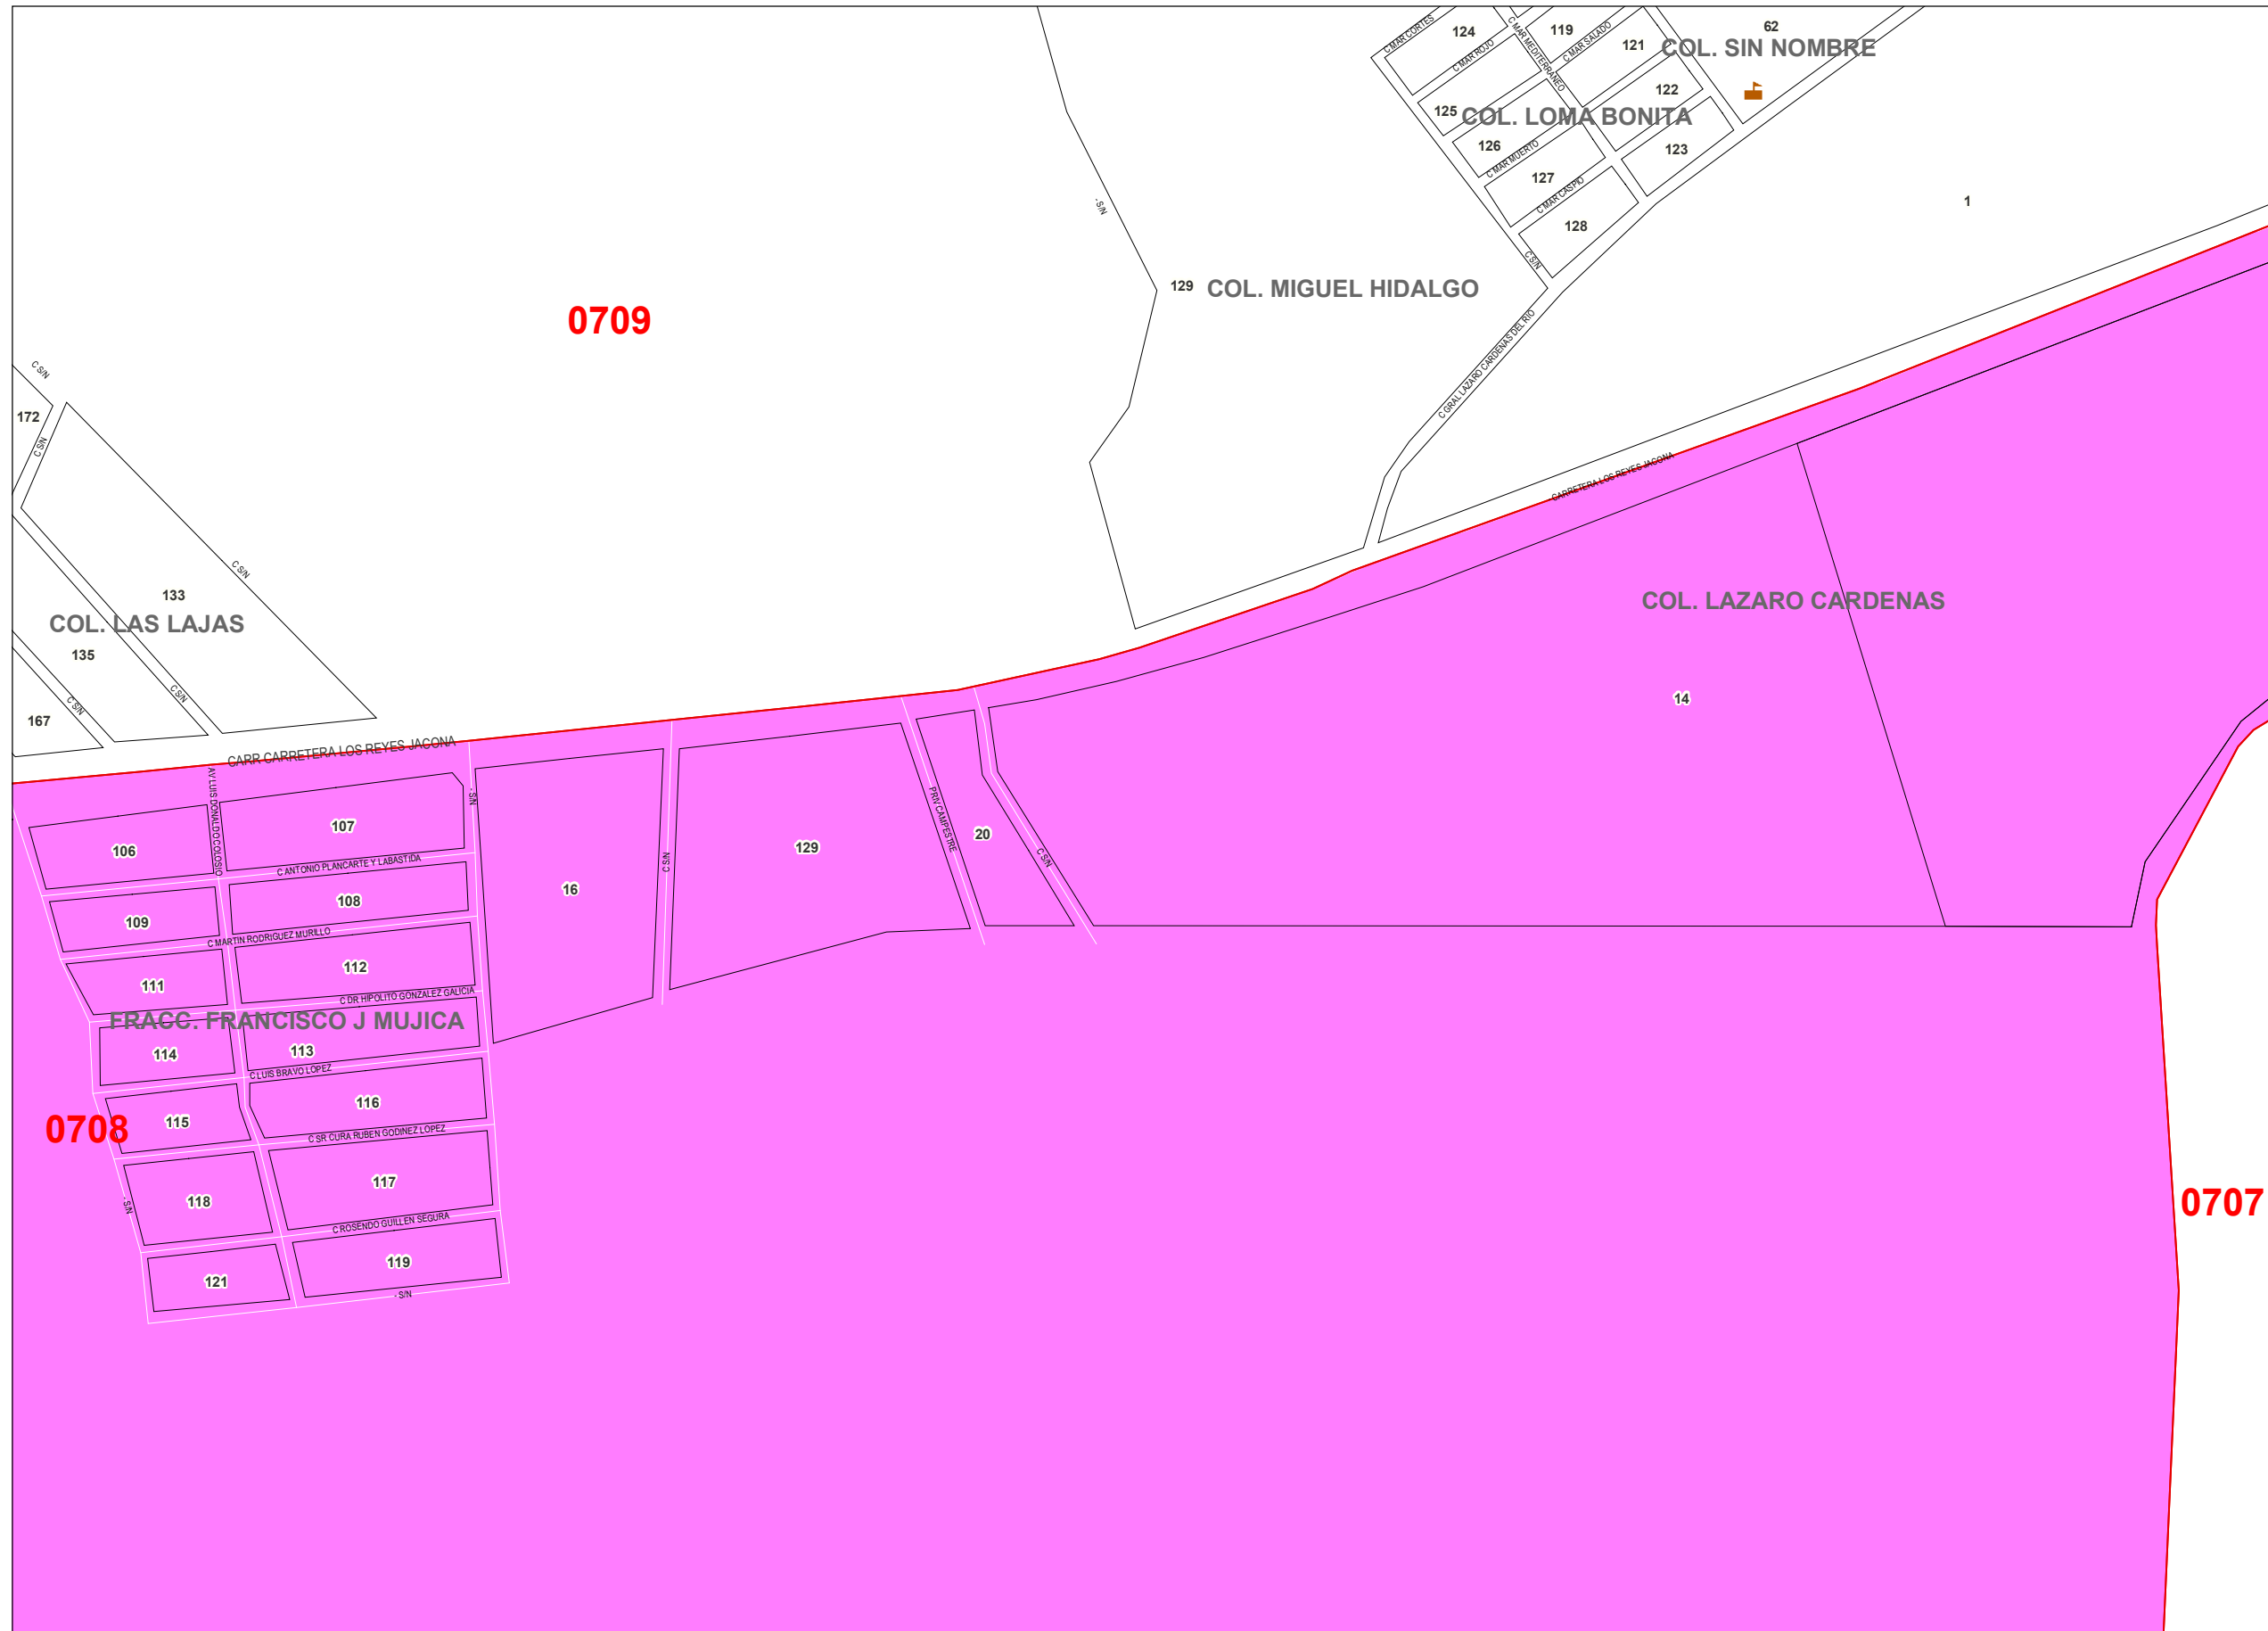 C MAR CORTES
124
C MAR ROJO
C MAR MEDITERRANEO
119
C MAR SALADO
121
62
COL. SIN NOMBRE
125
COL. LOMA BONITA
122
126
C MAR MUERTO
123
127
C MAR CASPIO
128
C S/N
1
- S/N
129
COL. MIGUEL HIDALGO
0709
C GRAL LAZARO CARDENAS DEL RIO
CARRETERA LOS REYES JACONA
C S/N
172
C S/N
C S/N
133
COL. LAS LAJAS
135
C S/N
C S/N
167
COL. LAZARO CARDENAS
14
CARR CARRETERA LOS REYES JACONA
AV LUIS DONALDO COLOSIO
- S/N
107
106
C ANTONIO PLANCARTE Y LABASTIDA
16
C S/N
129
PRIV CAMPESTRE
20
C S/N
108
109
C MARTIN RODRIGUEZ MURILLO
112
111
C DR HIPOLITO GONZALEZ GALICIA
FRACC. FRANCISCO J MUJICA
114
113
C LUIS BRAVO LOPEZ
116
115
0708
C SR CURA RUBEN GODINEZ LOPEZ
117
118
- S/N
C ROSENDO GUILLEN SEGURA
119
121
- S/N
0707